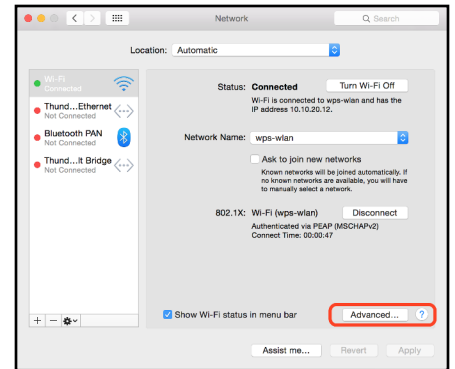 Network
Search
Location: Automatic
Wi-Fi
Connected
Thund...Ethernet
Not Connected
Bluetooth PAN
Not Connected
Thund...lt Bridge
Not Connected
Status: Connected
Turn Wi-Fi Off
Wi-Fi is connected to wps-wlan and has the
IP address 10.10.20.12.
Network Name: wps-wlan
Ask to join new networks
Known networks will be joined automatically. If
no known networks are available, you will have
to manually select a network.
802.1X: Wi-Fi (wps-wlan)
Disconnect
Authenticated via PEAP (MSCHAPv2)
Connect Time: 00:00:47
Show Wi-Fi status in menu bar
Advanced...
?
Assist me...
Revert
Apply